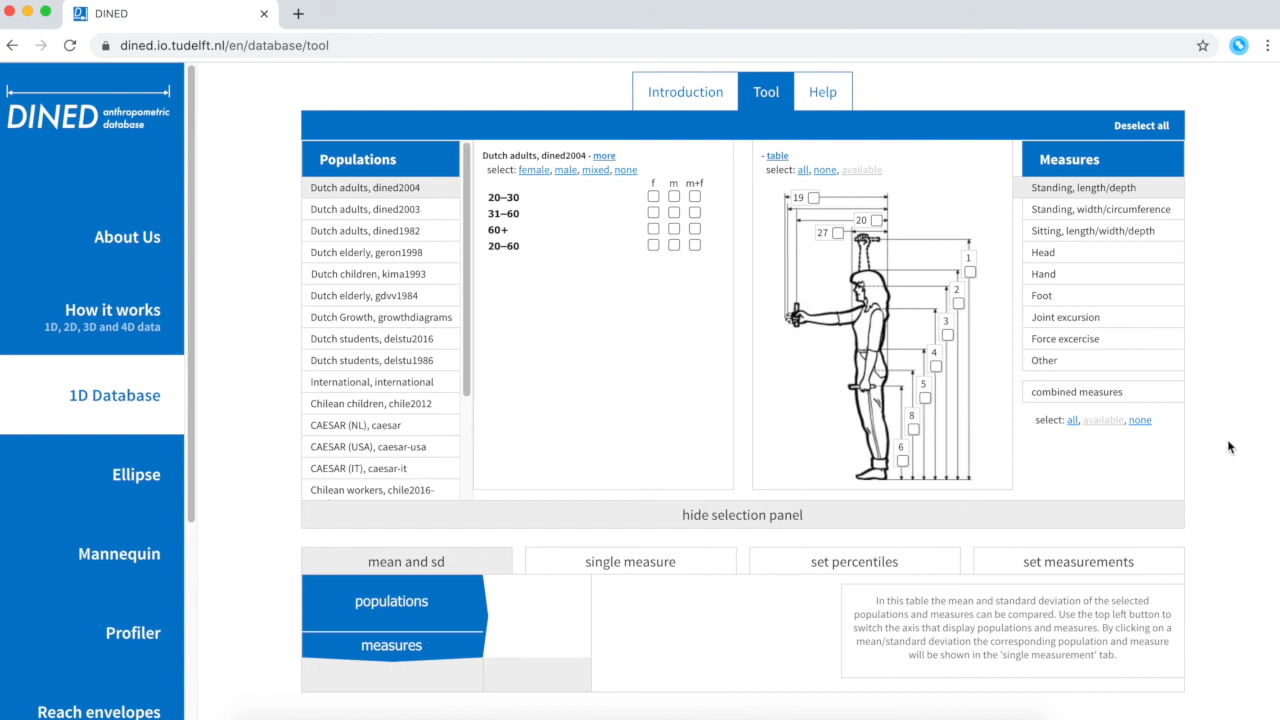 DINED
dined.io.tudelft.nl/en/database/tool
DINED anthropometric database
About Us
How it works
1D, 2D, 3D and 4D data
1D Database
Ellipse
Mannequin
Profiler
Reach envelopes
Introduction
Tool
Help
Deselect all
Populations
Dutch adults, dined2004
Dutch adults, dined2003
Dutch adults, dined1982
Dutch elderly, geron1998
Dutch children, kima1993
Dutch elderly, gdvv1984
Dutch Growth, growthdiagrams
Dutch students, delstu2016
Dutch students, delstu1986
International, international
Chilean children, chile2012
CAESAR (NL), caesar
CAESAR (USA), caesar-usa
CAESAR (IT), caesar-it
Chilean workers, chile2016-
Dutch adults, dined2004 - more
select: female, male, mixed, none
f m m+f
20–30
31–60
60+
20–60
- table
select: all, none, available
19
20
27
1
2
3
4
5
8
6
Measures
Standing, length/depth
Standing, width/circumference
Sitting, length/width/depth
Head
Hand
Foot
Joint excursion
Force excercise
Other
combined measures
select: all, available, none
hide selection panel
mean and sd
single measure
set percentiles
set measurements
populations
measures
In this table the mean and standard deviation of the selected
populations and measures can be compared. Use the top left button to
switch the axis that display populations and measures. By clicking on a
mean/standard deviation the corresponding population and measure
will be shown in the 'single measurement' tab.